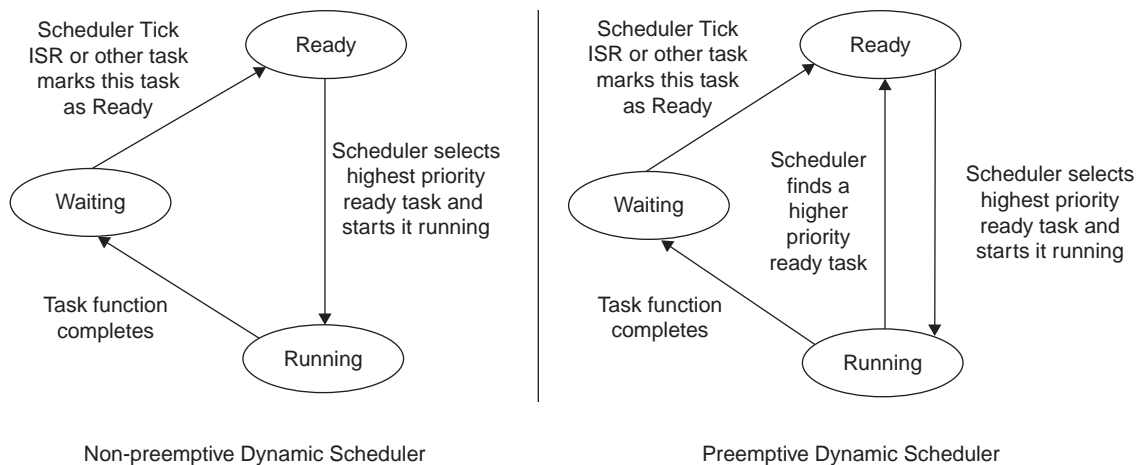 Scheduler Tick
ISR or other task
marks this task
as Ready
Ready
Waiting
Scheduler selects
highest priority
ready task and
starts it running
Task function
completes
Running
Non-preemptive Dynamic Scheduler
Scheduler Tick
ISR or other task
marks this task
as Ready
Ready
Waiting
Scheduler
finds a
higher
priority
ready task
Scheduler selects
highest priority
ready task and
starts it running
Task function
completes
Running
Preemptive Dynamic Scheduler